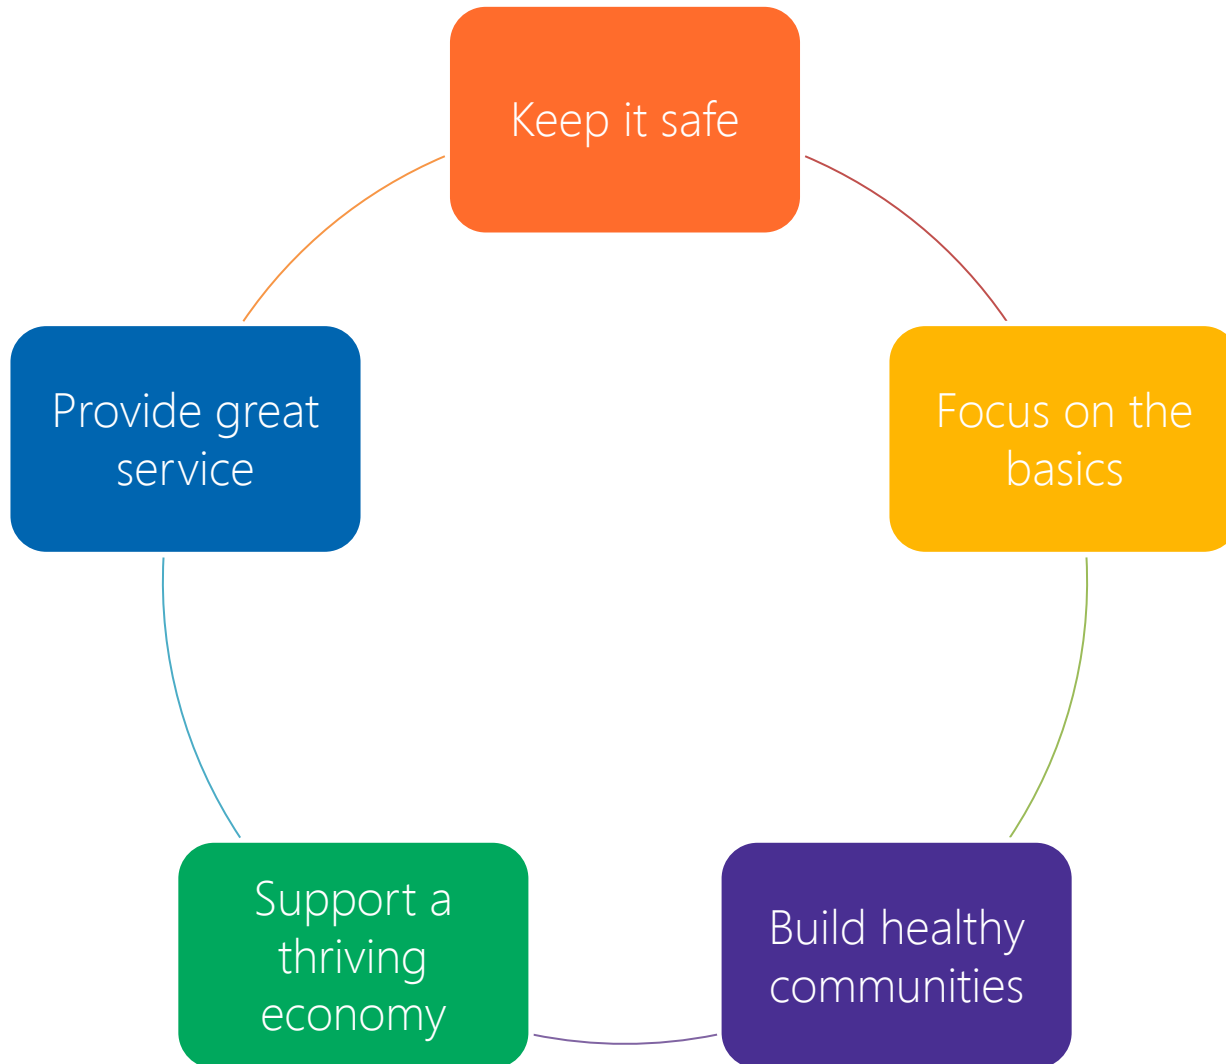 Keep it safe
Provide great
service
Focus on the
basics
Support a
thriving
economy
Build healthy
communities